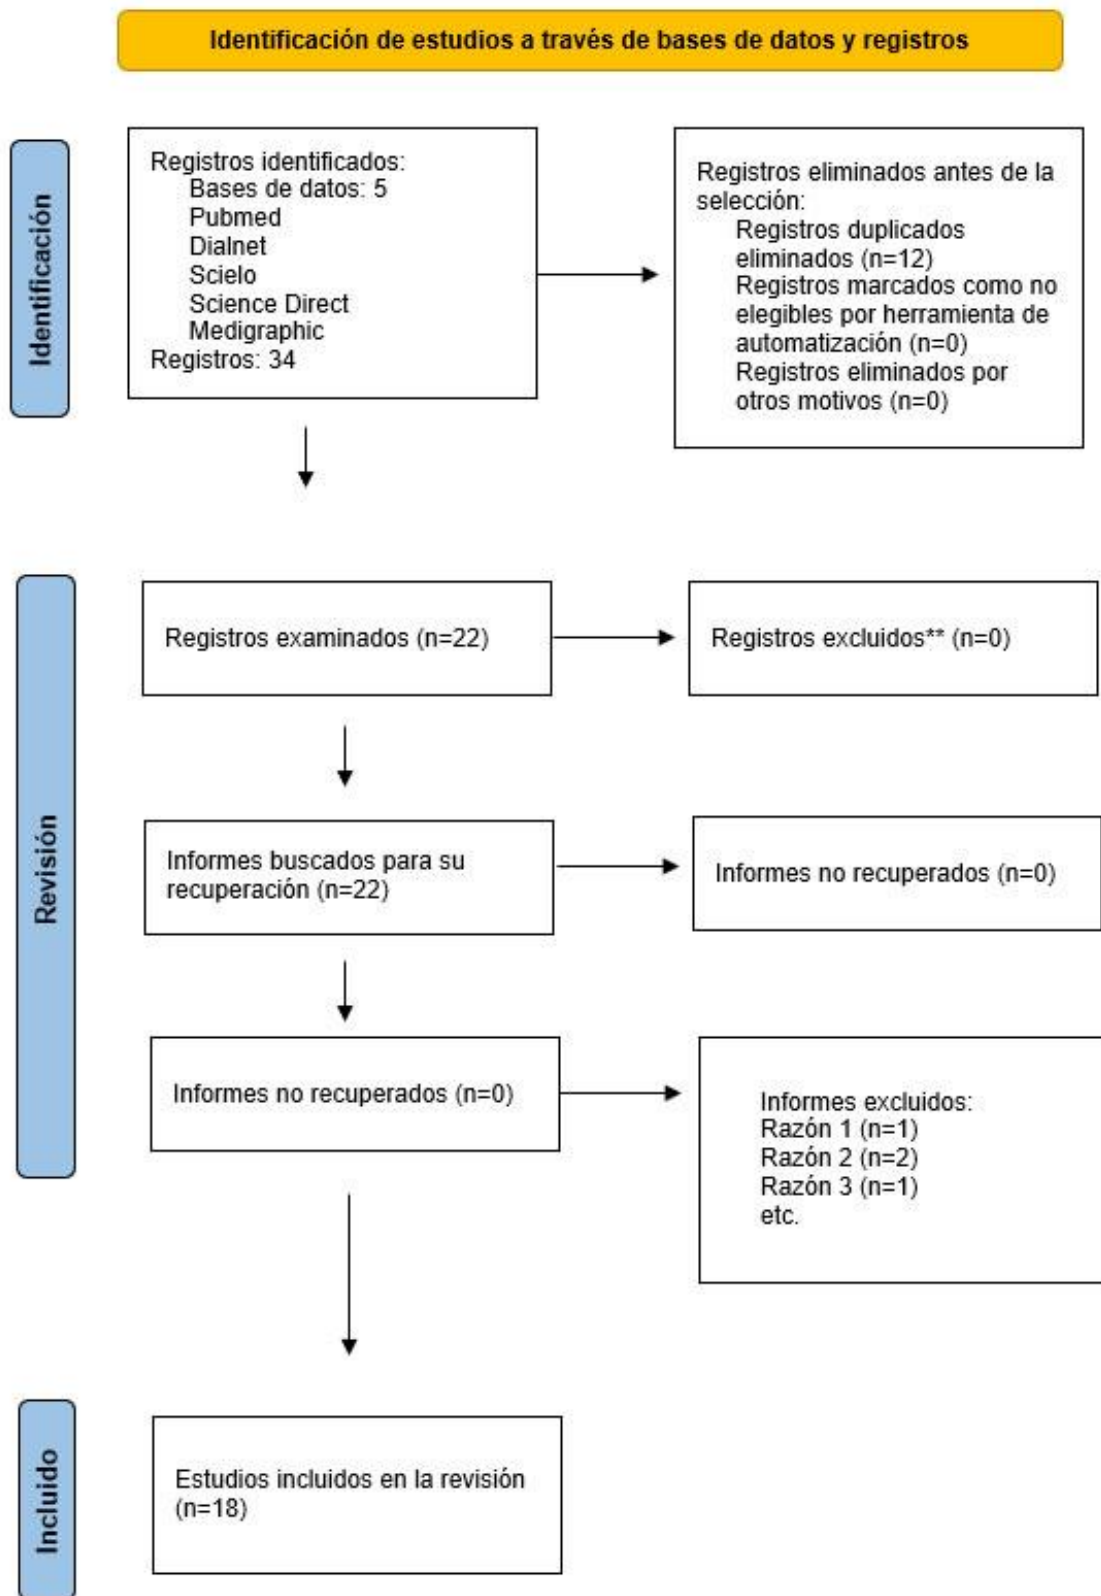 Identificación de estudios a través de bases de datos y registros
Identificación
Registros identificados:
Bases de datos: 5
Pubmed
Dialnet
Scielo
Science Direct
Medigraphic
Registros: 34
Registros eliminados antes de la
selección:
Registros duplicados
eliminados (n=12)
Registros marcados como no
elegibles por herramienta de
automatización (n=0)
Registros eliminados por
otros motivos (n=0)
Revisión
Registros examinados (n=22)
Registros excluidos** (n=0)
Informes buscados para su
recuperación (n=22)
Informes no recuperados (n=0)
Informes no recuperados (n=0)
Informes excluidos:
Razón 1 (n=1)
Razón 2 (n=2)
Razón 3 (n=1)
etc.
Incluido
Estudios incluidos en la revisión
(n=18)